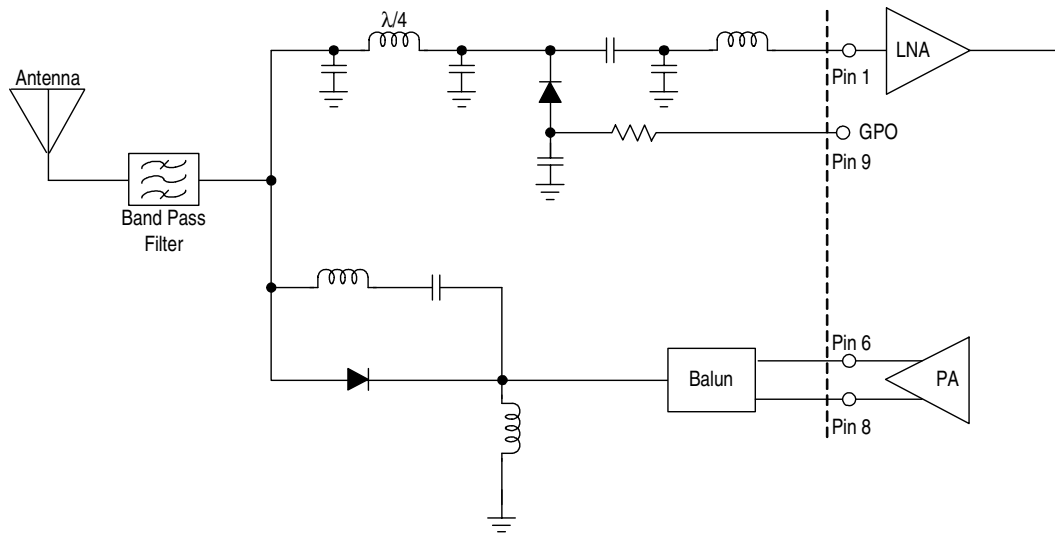 λ/4
LNA
Antenna
Pin 1
GPO
Pin 9
Band Pass
Filter
Pin 6
Balun
PA
Pin 8